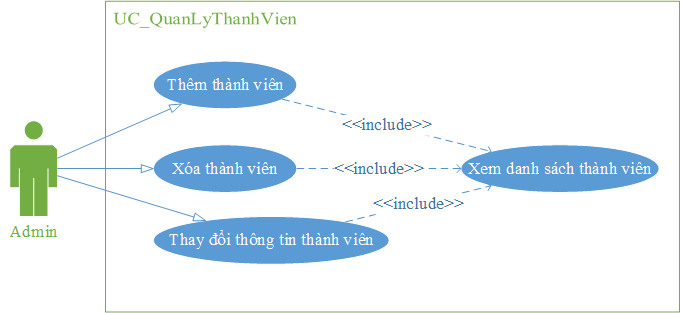 UC_QuanLyThanhVien
Thêm thành viên
<<include>>
Xóa thành viên
<<include>>
Xem danh sách thành viên
<<include>>
Admin
Thay đổi thông tin thành viên